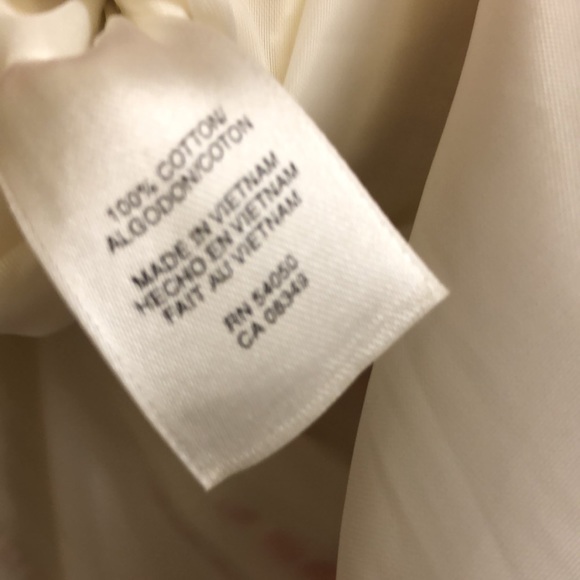 100% COTTON/
ALGODON/COTON
MADE IN VIETNAM
HECHO EN VIETNAM
FAIT AU VIETNAM
RN 54050
CA 08349